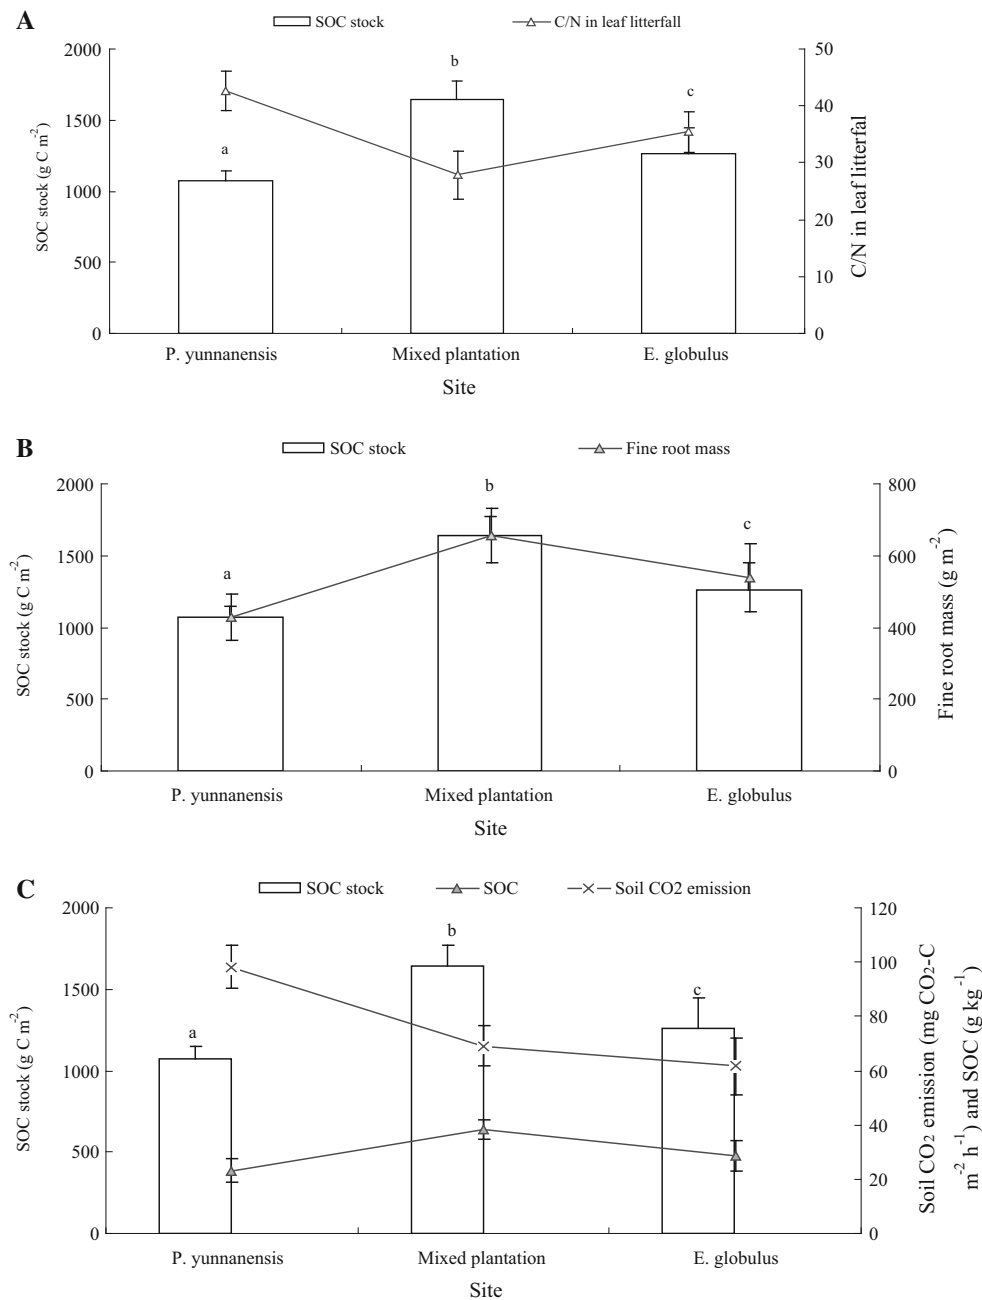 A
SOC stock
C/N in leaf litterfall
2000
1500
1000
500
0
SOC stock (g C m⁻²)
a
b
c
50
40
30
20
10
0
C/N in leaf litterfal
P. yunnanensis
Mixed plantation
E. globulus
Site
B
SOC stock
Fine root mass
2000
1500
1000
500
0
SOC stock (g C m⁻²)
a
b
c
800
600
400
200
0
Fine root mass (g m⁻²)
P. yunnanensis
Mixed plantation
E. globulus
Site
C
SOC stock
SOC
Soil CO2 emission
2000
1500
1000
500
0
SOC stock (g C m⁻²)
a
b
c
120
100
80
60
40
20
0
Soil CO2 emission (mg CO2-C
m⁻² h⁻¹) and SOC (g kg⁻¹)
P. yunnanensis
Mixed plantation
E. globulus
Site